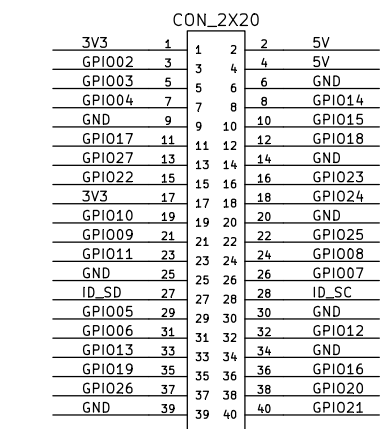 CON_2X20
3V3 1 1 2 2 5V
GPIO02 3 3 4 4 5V
GPIO03 5 5 6 6 GND
GPIO04 7 7 8 8 GPIO14
GND 9 9 10 10 GPIO15
GPIO17 11 11 12 12 GPIO18
GPIO27 13 13 14 14 GND
GPIO22 15 15 16 16 GPIO23
3V3 17 17 18 18 GPIO24
GPIO10 19 19 20 20 GND
GPIO09 21 21 22 22 GPIO25
GPIO11 23 23 24 24 GPIO08
GND 25 25 26 26 GPIO07
ID_SD 27 27 28 28 ID_SC
GPIO05 29 29 30 30 GND
GPIO06 31 31 32 32 GPIO12
GPIO13 33 33 34 34 GND
GPIO19 35 35 36 36 GPIO16
GPIO26 37 37 38 38 GPIO20
GND 39 39 40 40 GPIO21